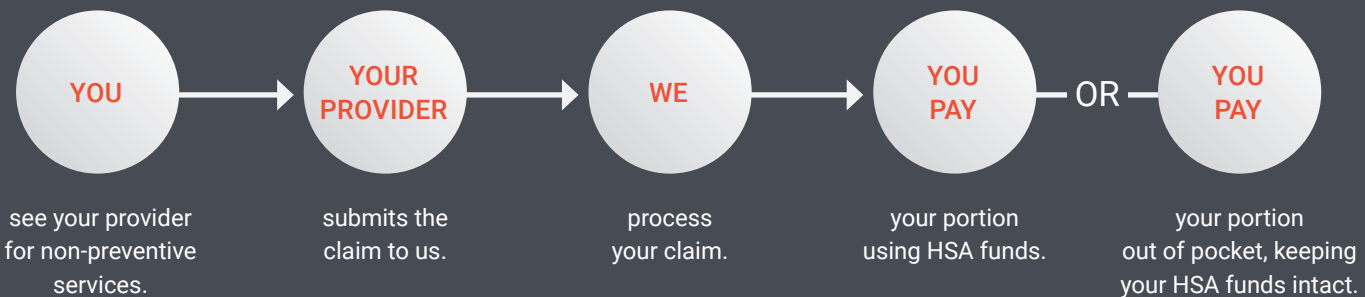 YOU
see your provider
for non-preventive
services.
YOUR
PROVIDER
submits the
claim to us.
WE
process
your claim.
YOU
PAY
your portion
using HSA funds.
OR
YOU
PAY
your portion
out of pocket, keeping
your HSA funds intact.